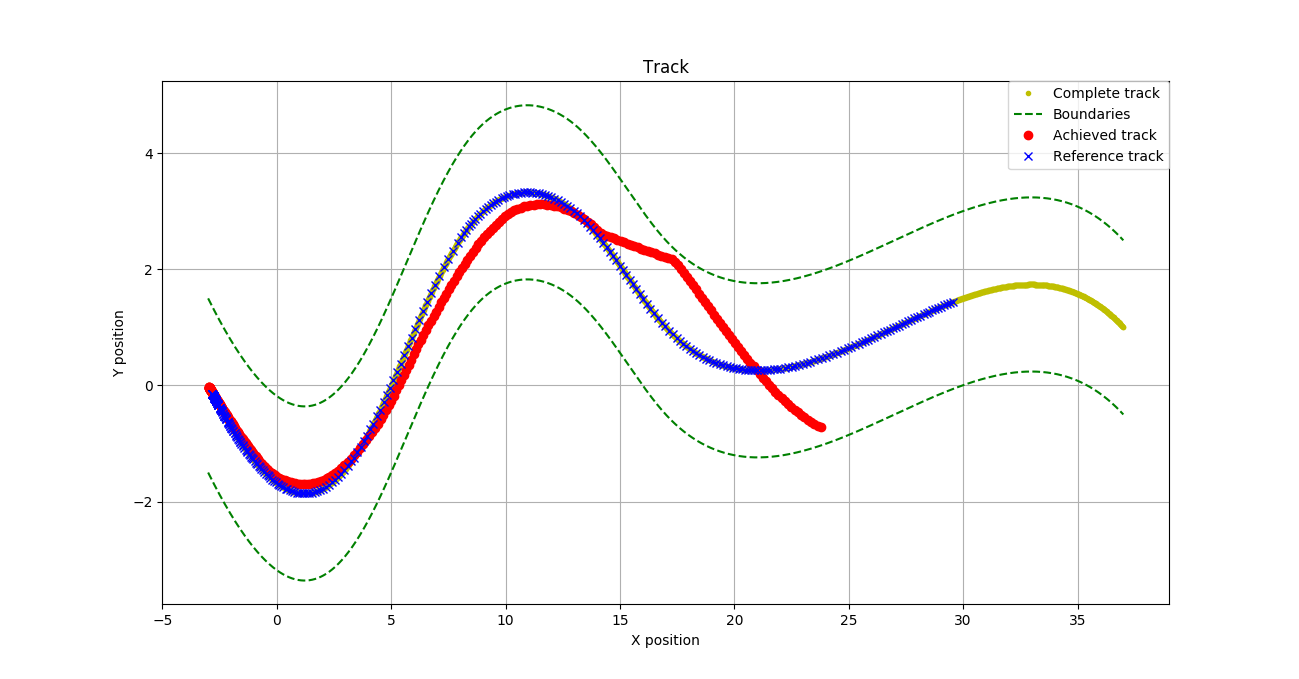 Track
Complete track
Boundaries
Achieved track
Reference track
Y position
4
2
0
−2
−5
0
5
10
15
20
25
30
35
X position